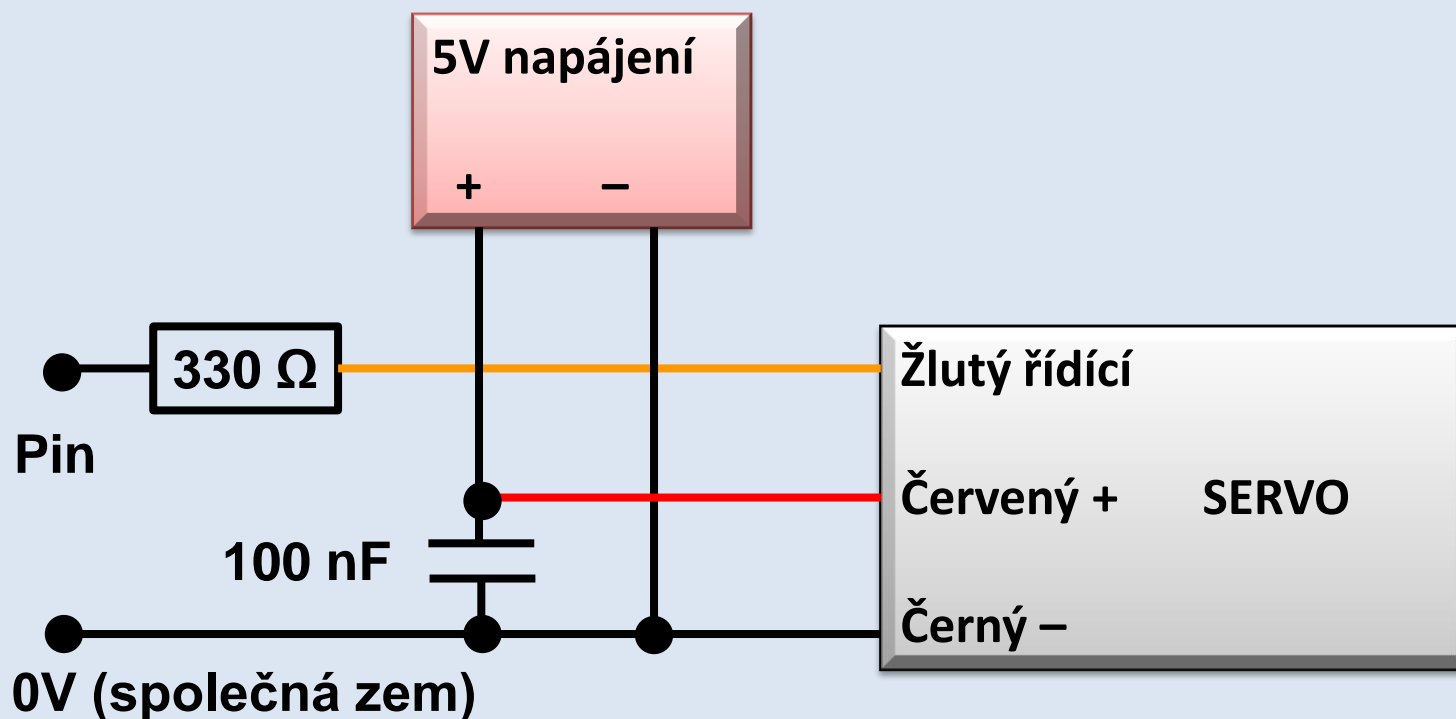 5V napájení
+ –
330 Ω
Žlutý řídící
Pin
Červený + SERVO
100 nF
Černý –
0V (společná zem)